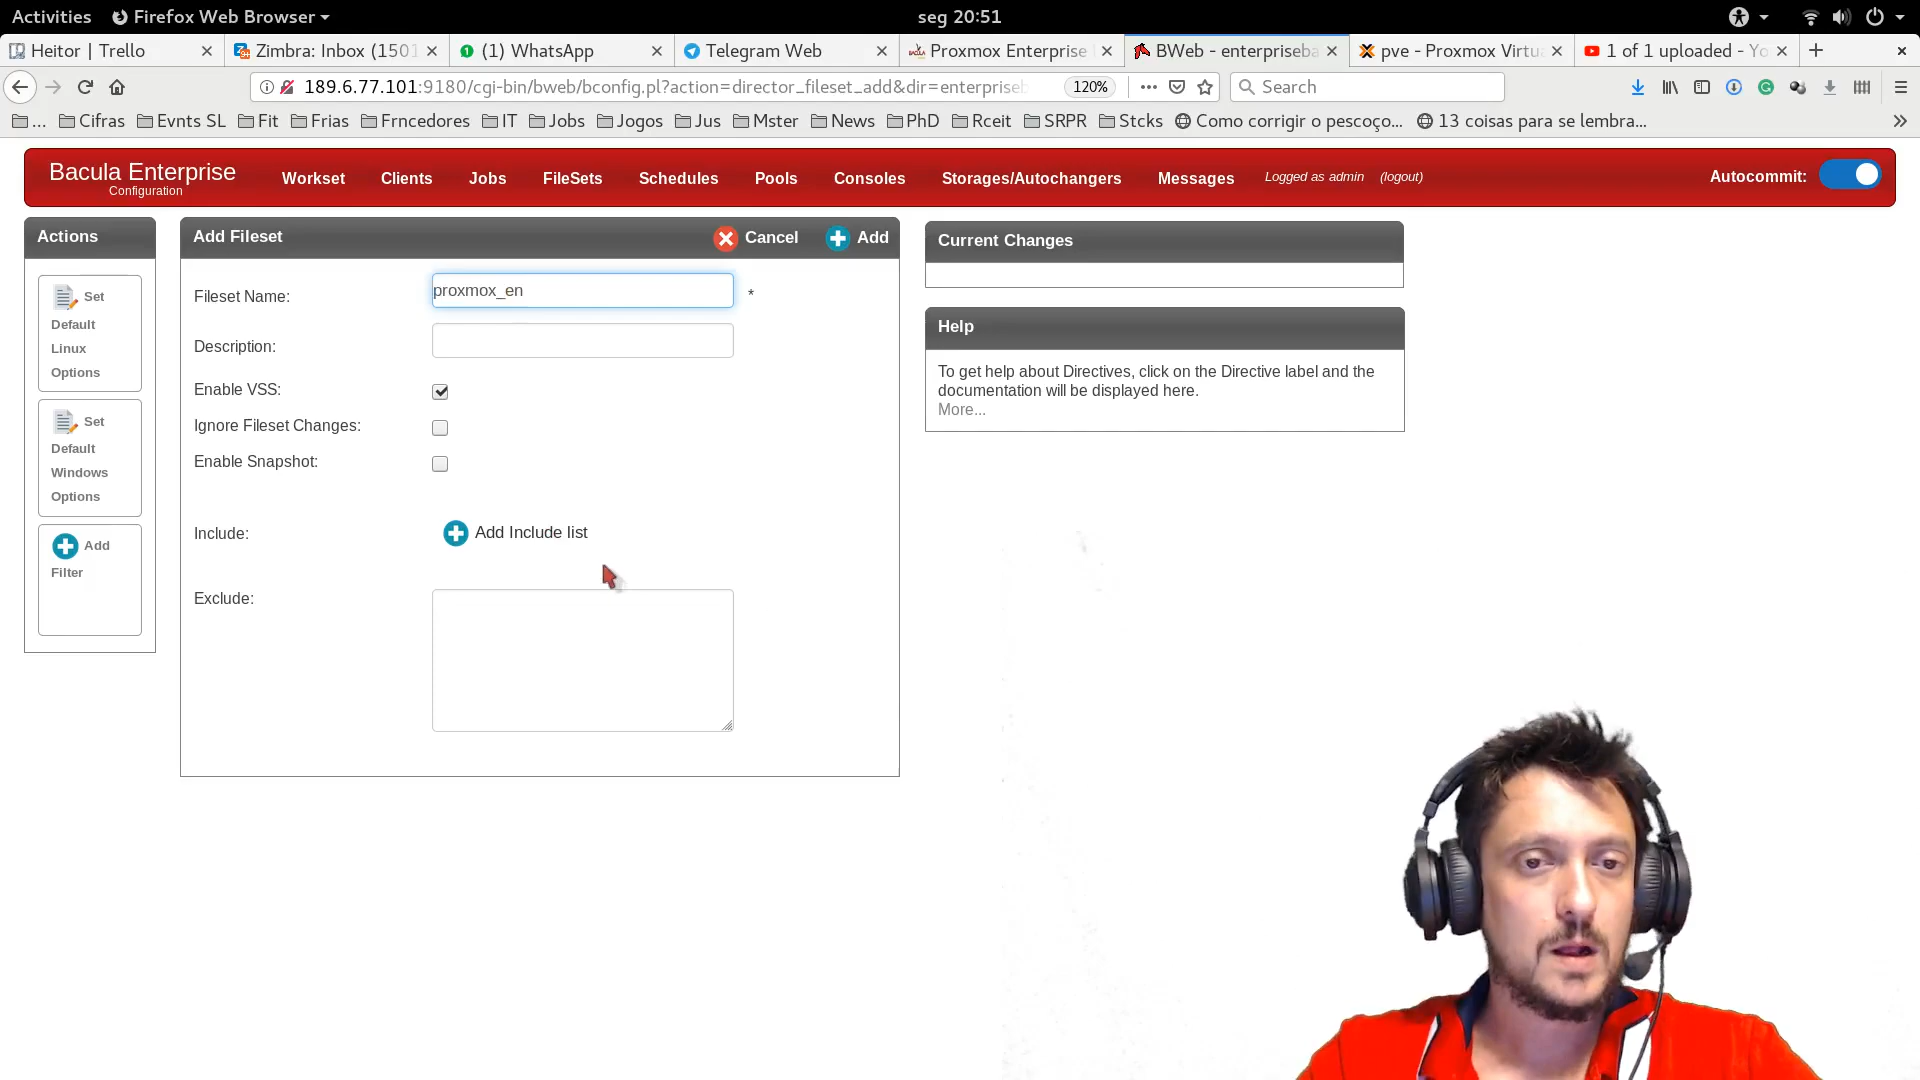 Activities Firefox Web Browser seg 20:51
Heitor | Trello Zimbra: Inbox (1501 (1) WhatsApp Telegram Web Proxmox Enterprise BWeb - enterpriseba pve - Proxmox Virtu 1 of 1 uploaded - Yo
189.6.77.101:9180/cgi-bin/bweb/bconfig.pl?action=director_fileset_add&dir=enterpriseb 120% Search
... Cifras Evnts SL Fit Frias Frncedores IT Jobs Jogos Jus Mster News PhD Rceit SRPR Stcks Como corrigir o pescoço... 13 coisas para se lembra...
Bacula Enterprise
Configuration
Workset Clients Jobs FileSets Schedules Pools Consoles Storages/Autochangers Messages Logged as admin (logout) Autocommit:
Actions
Set
Default
Linux
Options
Set
Default
Windows
Options
Add
Filter
Add Fileset Cancel Add
Fileset Name: proxmox_en *
Description:
Enable VSS:
Ignore Fileset Changes:
Enable Snapshot:
Include: Add Include list
Exclude:
Current Changes
Help
To get help about Directives, click on the Directive label and the
documentation will be displayed here.
More...